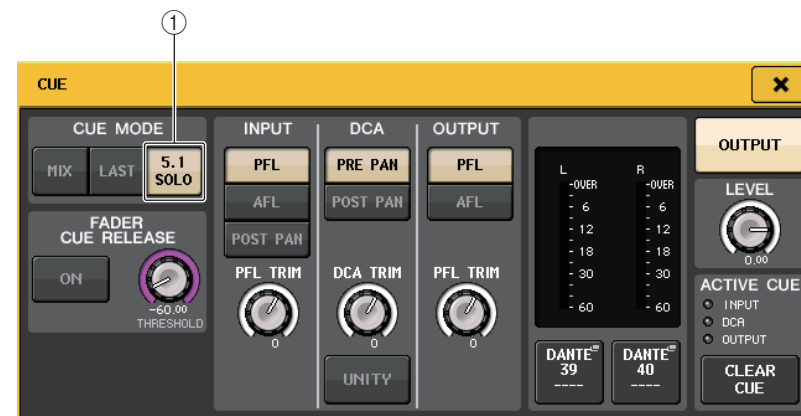 ①
CUE
CUE MODE
MIX
LAST
5.1
SOLO
FADER
CUE RELEASE
ON
-60.00
THRESHOLD
INPUT
PFL
AFL
POST PAN
PFL TRIM
0
DCA
PRE PAN
POST PAN
DCA TRIM
0
UNITY
OUTPUT
PFL
AFL
PFL TRIM
0
L R
-OVER -OVER
- 6 - 6
- 12 - 12
- 18 - 18
- 30 - 30
- 60 - 60
DANTE
39
----
DANTE
40
----
OUTPUT
LEVEL
0.00
ACTIVE CUE
INPUT
DCA
OUTPUT
CLEAR
CUE